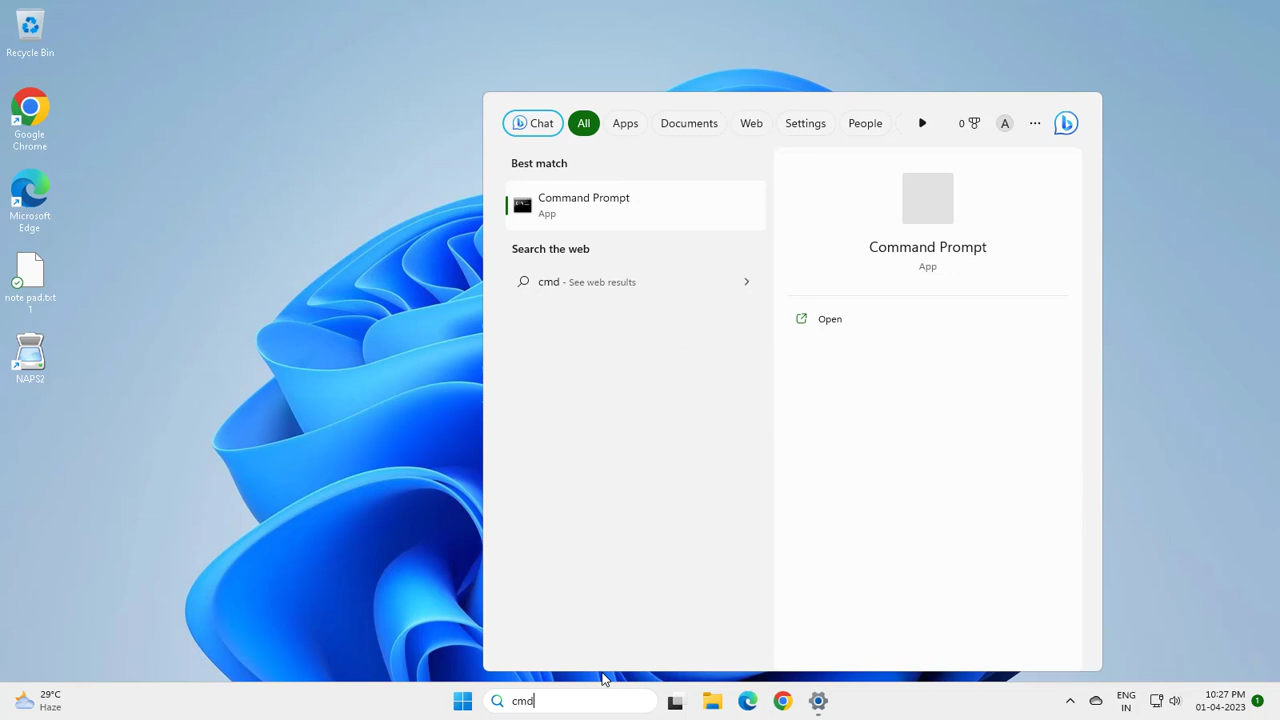 Recycle Bin
Google
Chrome
Microsoft
Edge
note pad.txt
1
NAPS2
Chat
All
Apps
Documents
Web
Settings
People
0
A
Best match
Command Prompt
App
Search the web
cmd - See web results
Command Prompt
App
Open
29°C
Haze
cmd
ENG
IN
10:27 PM
01-04-2023
1